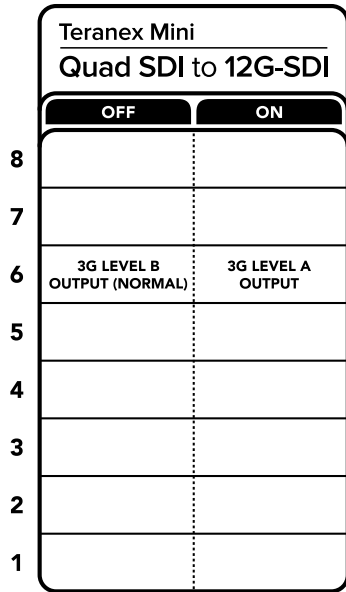 Teranex Mini
Quad SDI to 12G-SDI
OFF ON
8
7
6 3G LEVEL B OUTPUT (NORMAL) 3G LEVEL A OUTPUT
5
4
3
2
1